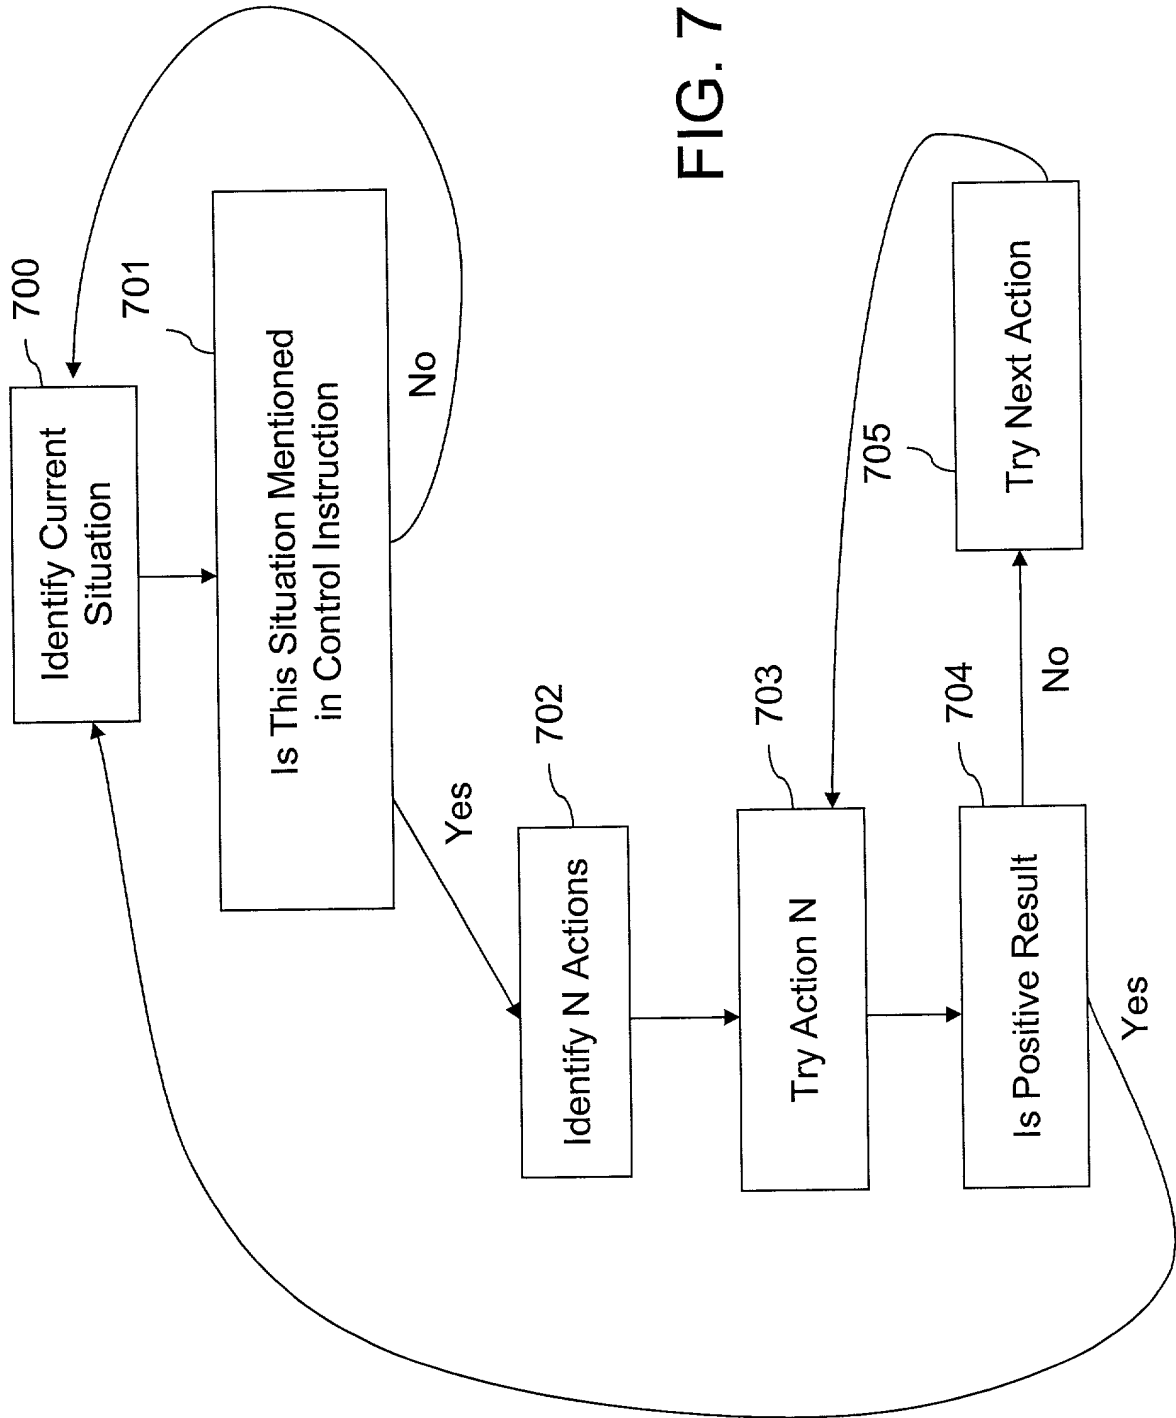 700
Identify Current
Situation
701
Is This Situation Mentioned
in Control Instruction
No
Yes
702
Identify N Actions
703
Try Action N
704
Is Positive Result
No
705
Try Next Action
Yes
FIG. 7